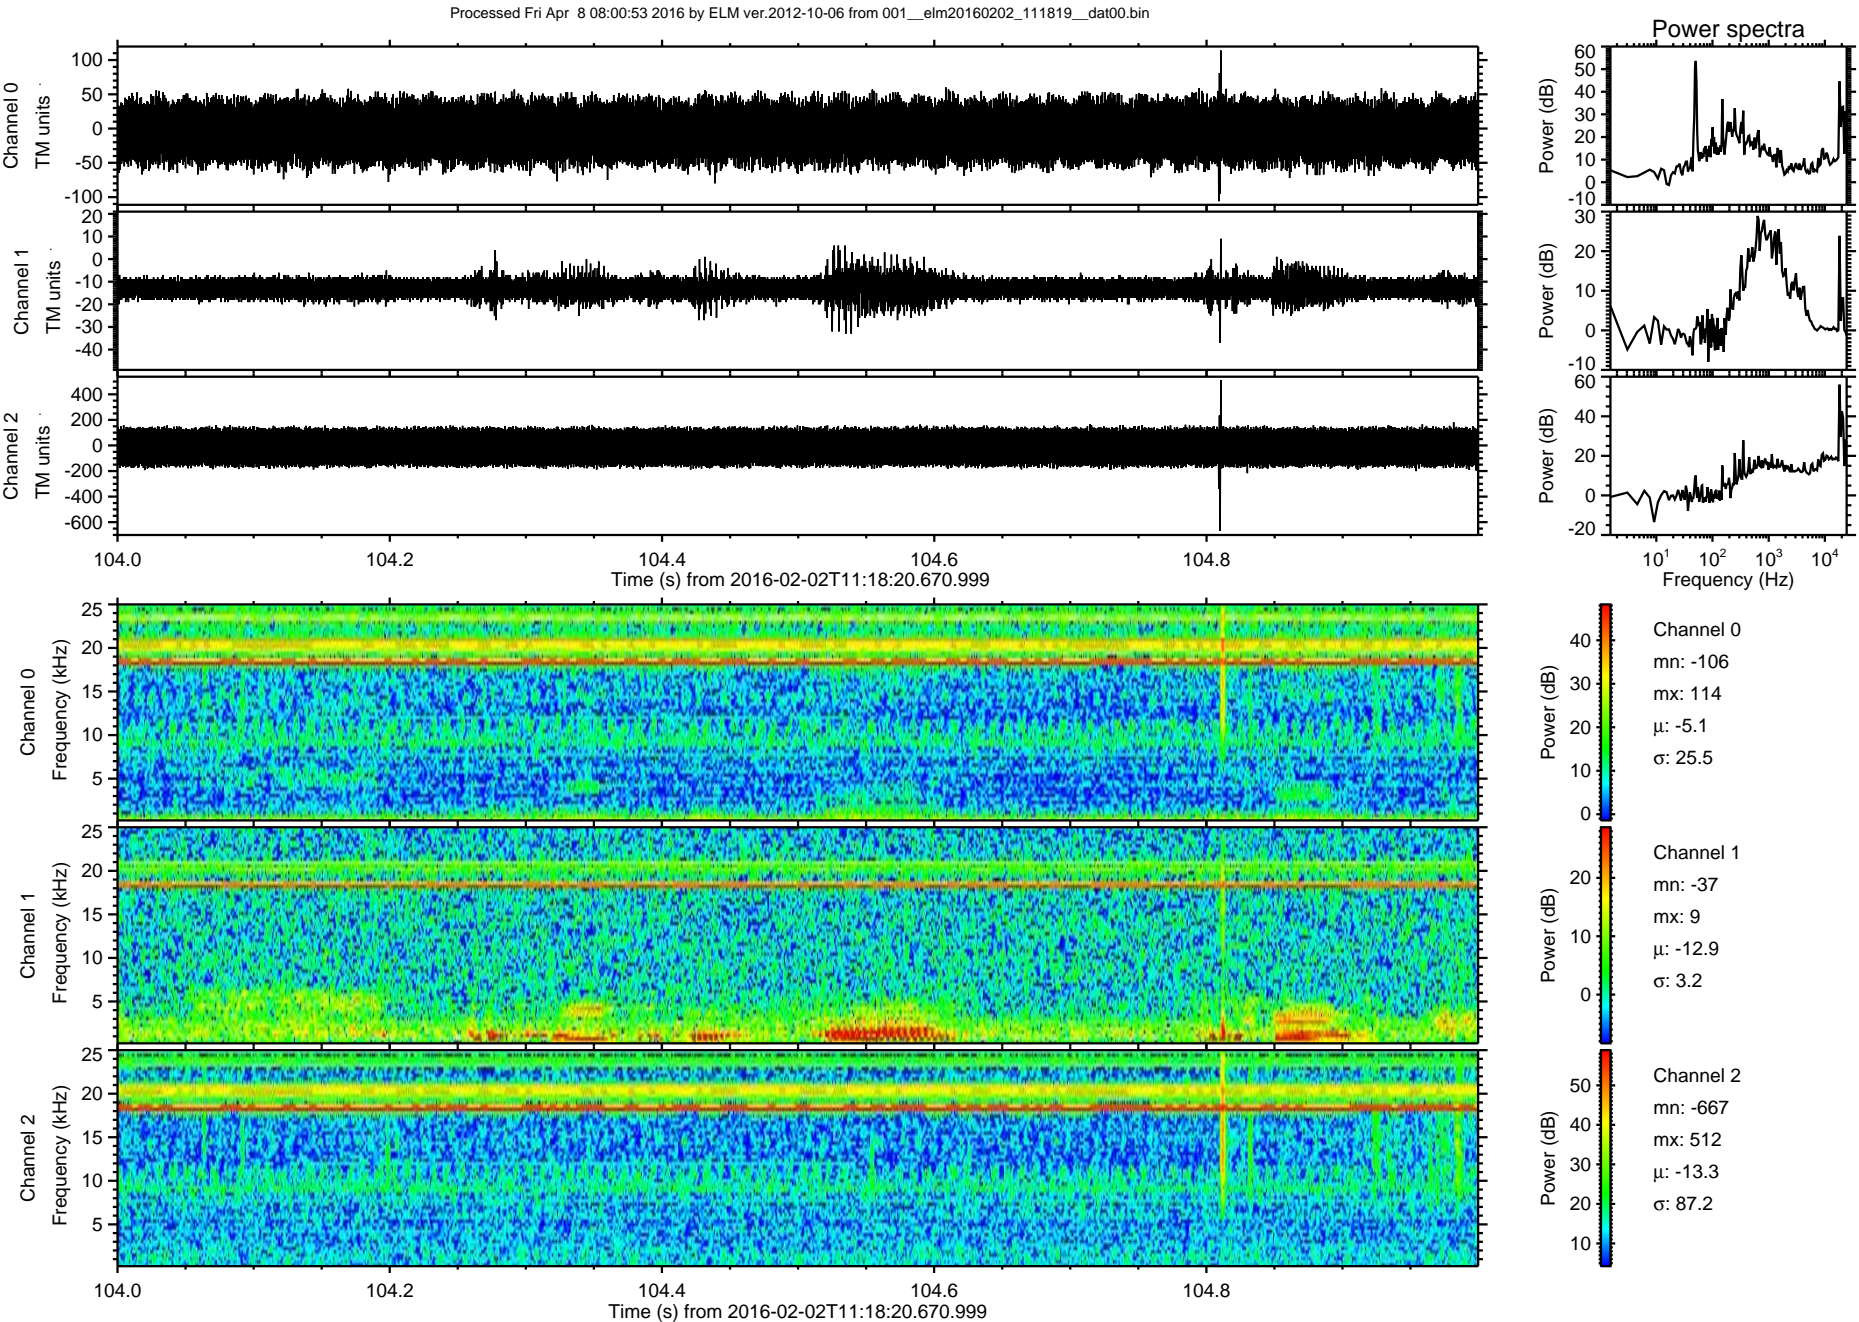 Processed Fri Apr  8 08:00:53 2016 by ELM ver.2012-10-06 from 001__elm20160202_111819__dat00.bin
Power spectra
Channel 0
TM units
100
50
0
-50
-100
Power (dB)
60
50
40
30
20
10
0
-10
Channel 1
TM units
20
10
0
-10
-20
-30
-40
Power (dB)
30
20
10
0
-10
Channel 2
TM units
400
200
0
-200
-400
-600
Power (dB)
60
40
20
0
-20
104.0 104.2 104.4 104.6 104.8
Time (s) from 2016-02-02T11:18:20.670.999
10¹ 10² 10³ 10⁴
Frequency (Hz)
Channel 0
Frequency (kHz)
25
20
15
10
5
Power (dB)
40
30
20
10
0
Channel 0
mn: -106
mx: 114
μ: -5.1
σ: 25.5
Channel 1
Frequency (kHz)
25
20
15
10
5
Power (dB)
20
10
0
Channel 1
mn: -37
mx: 9
μ: -12.9
σ: 3.2
Channel 2
Frequency (kHz)
25
20
15
10
5
Power (dB)
50
40
30
20
10
Channel 2
mn: -667
mx: 512
μ: -13.3
σ: 87.2
104.0 104.2 104.4 104.6 104.8
Time (s) from 2016-02-02T11:18:20.670.999